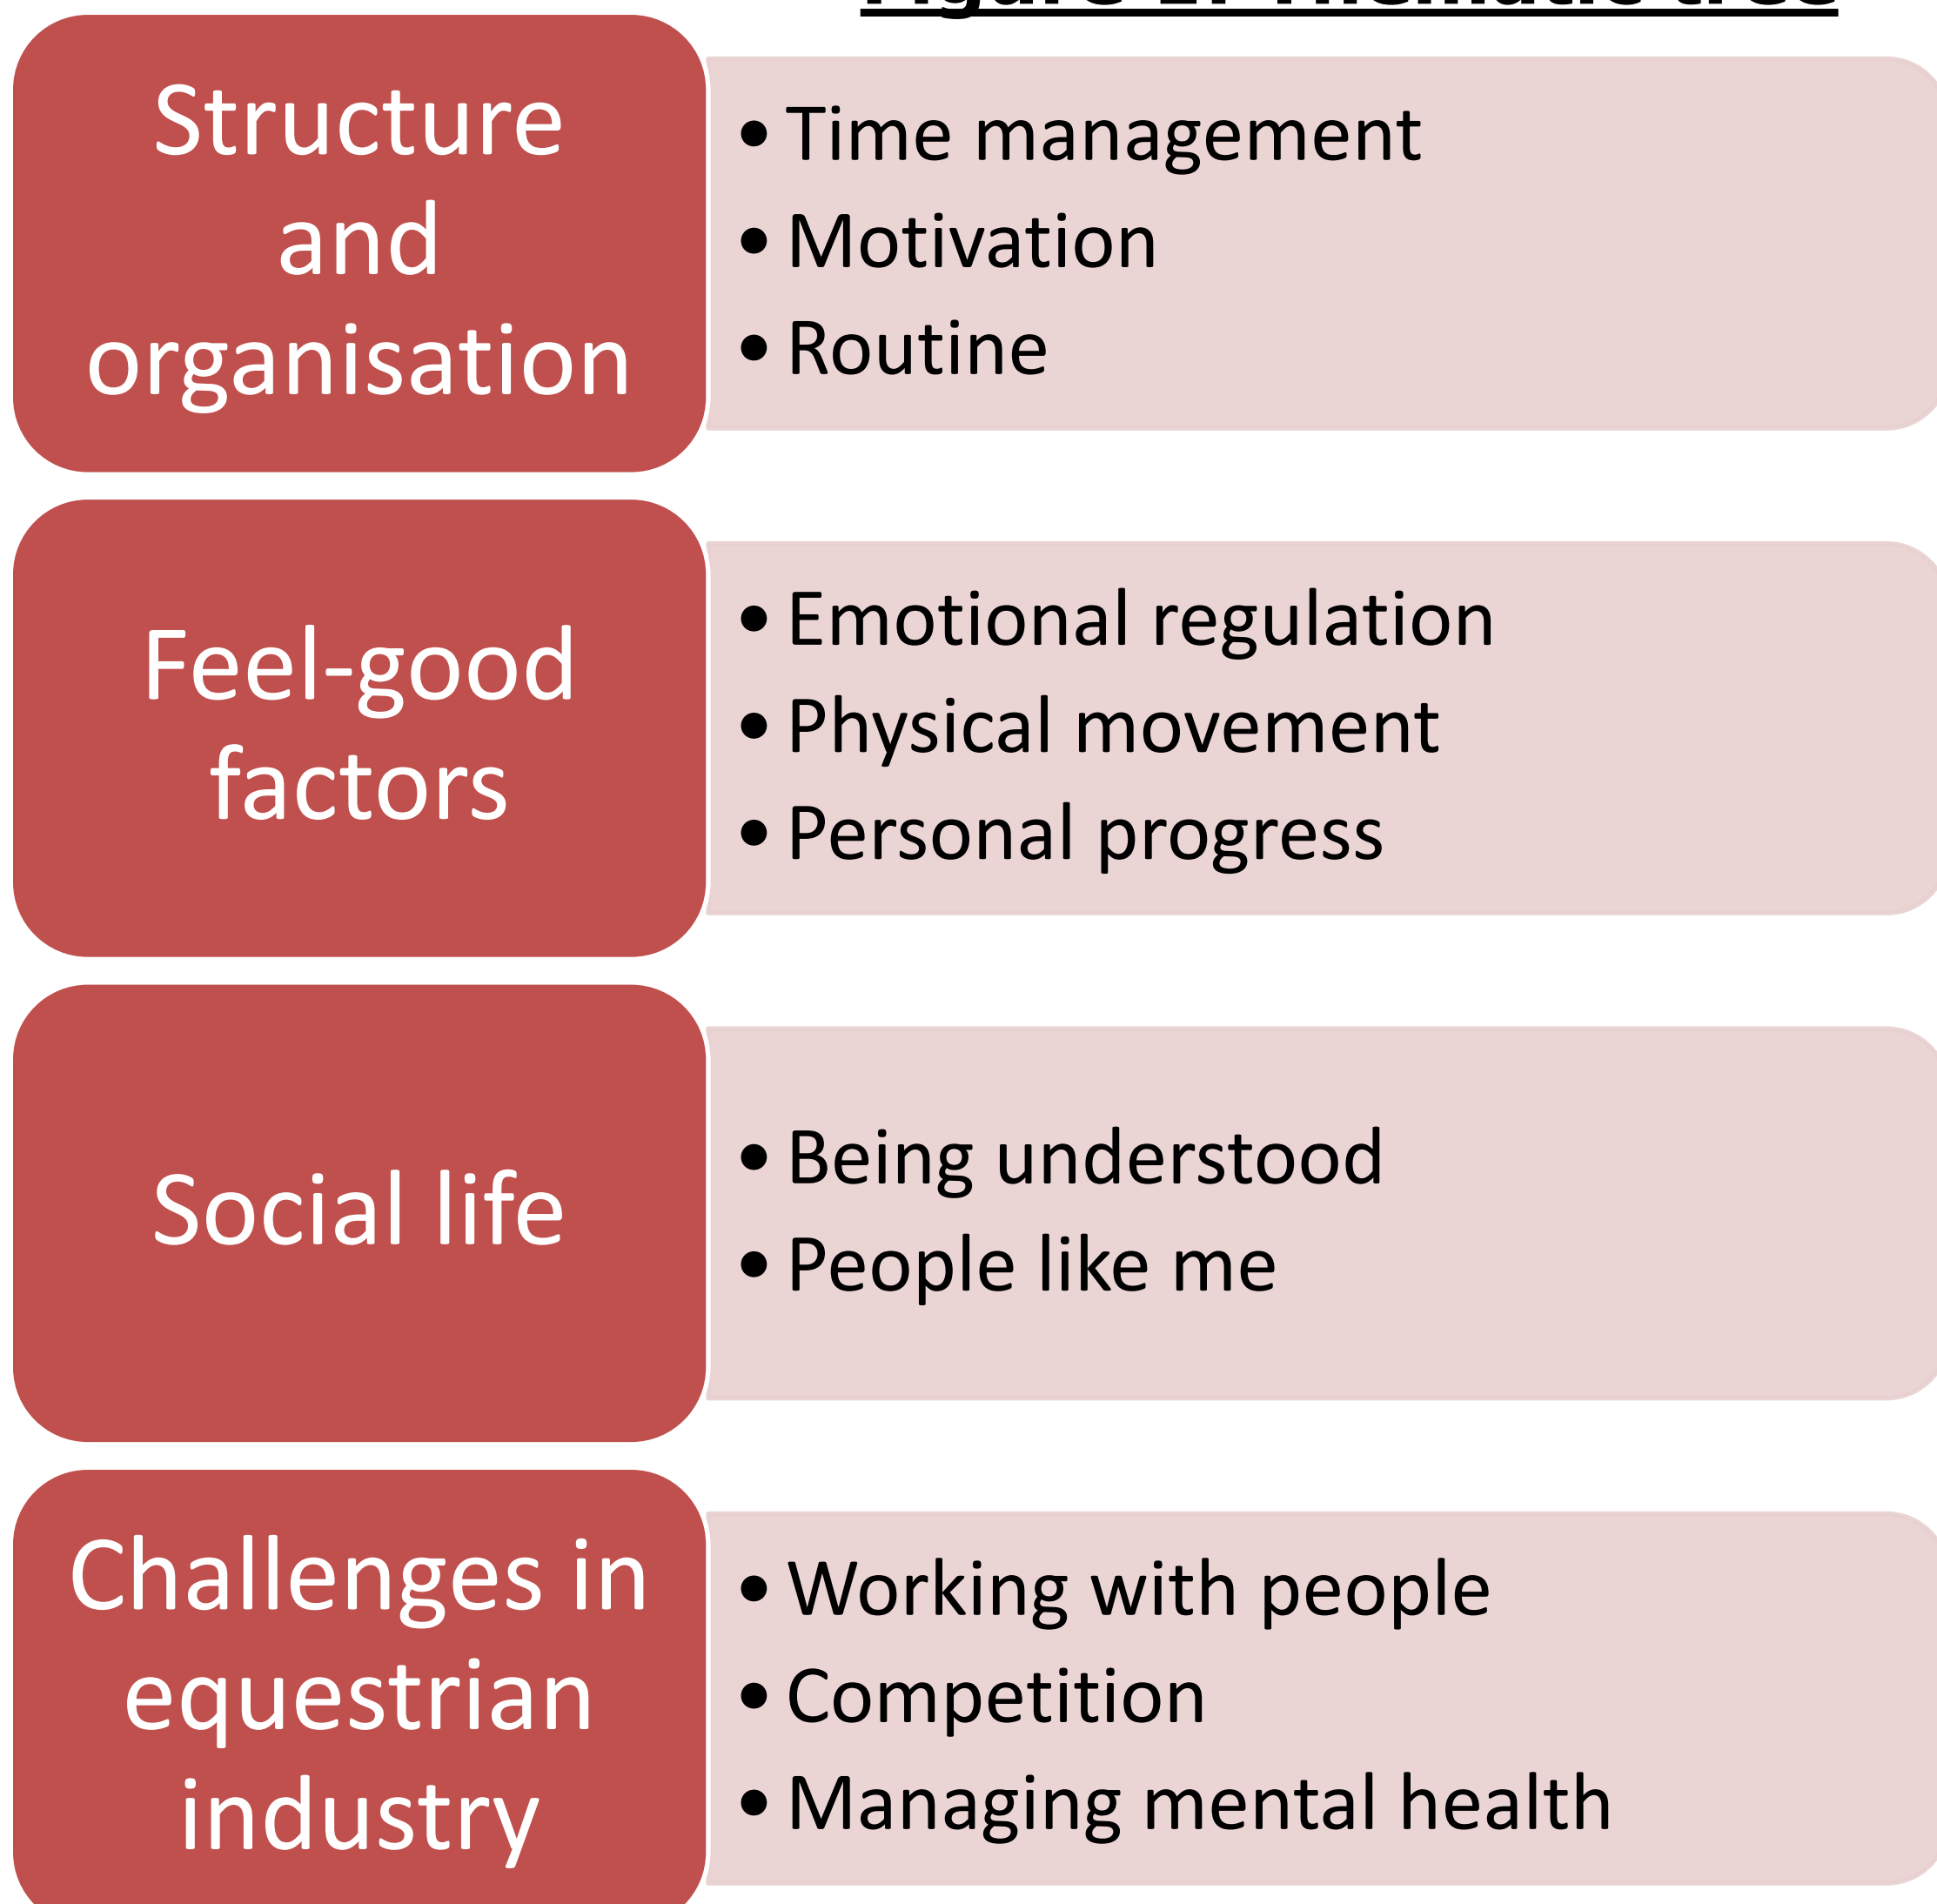 Structure
and
organisation
• Time management
• Motivation
• Routine
Feel-good
factors
• Emotional regulation
• Physical movement
• Personal progress
Social life
• Being understood
• People like me
Challenges in
equestrian
industry
• Working with people
• Competition
• Managing mental health